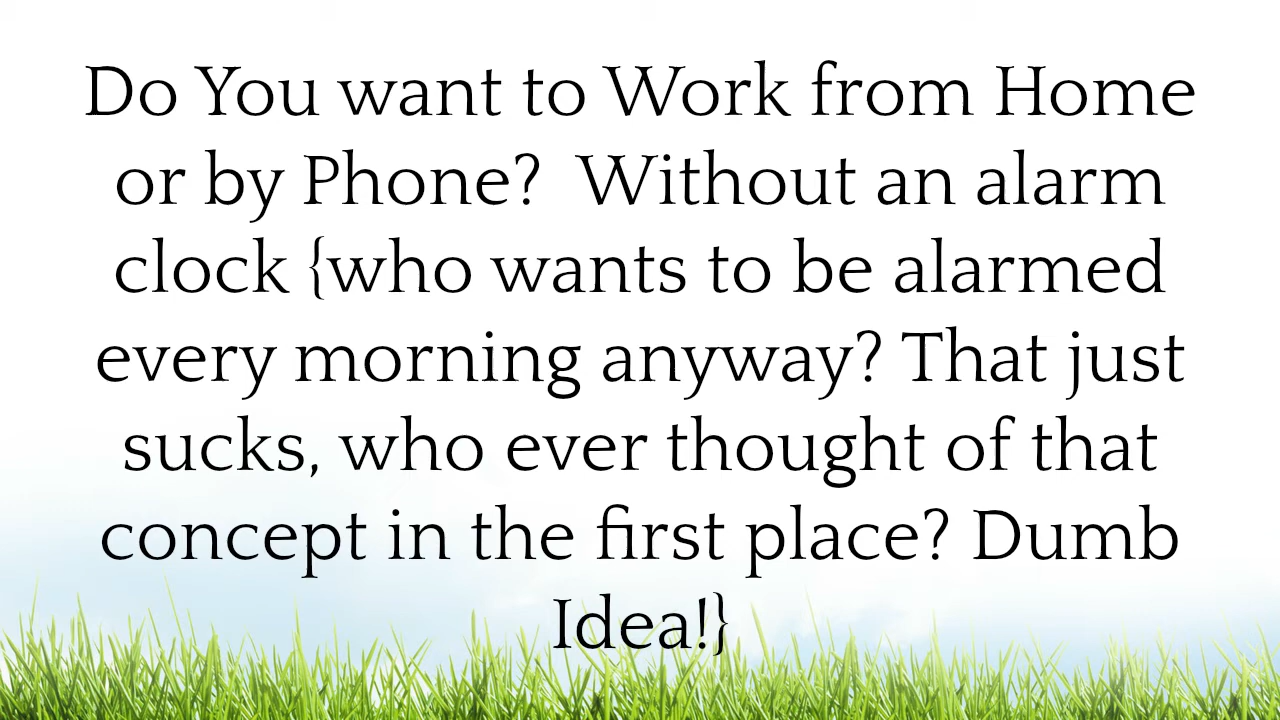 Do You want to Work from Home
or by Phone?  Without an alarm
clock {who wants to be alarmed
every morning anyway? That just
sucks, who ever thought of that
concept in the first place? Dumb
Idea!}